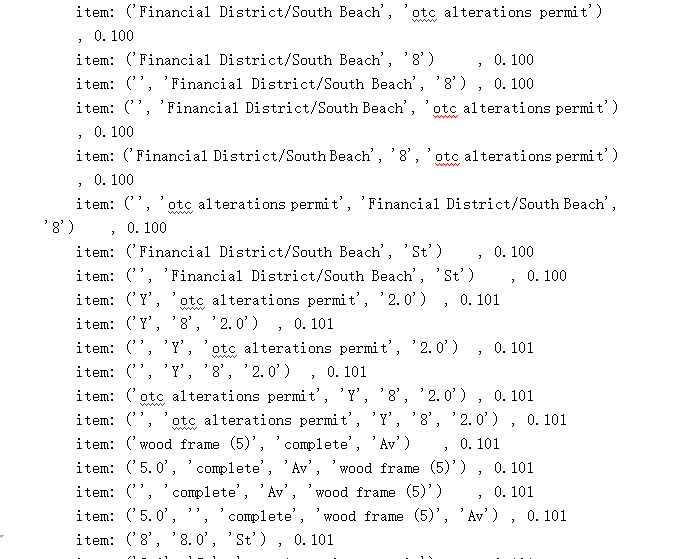 item: ('Financial District/South Beach', 'otc alterations permit')
, 0.100
item: ('Financial District/South Beach', '8') , 0.100
item: ('', 'Financial District/South Beach', '8') , 0.100
item: ('', 'Financial District/South Beach', 'otc alterations permit')
, 0.100
item: ('Financial District/South Beach', '8', 'otc alterations permit')
, 0.100
item: ('', 'otc alterations permit', 'Financial District/South Beach',
'8') , 0.100
item: ('Financial District/South Beach', 'St') , 0.100
item: ('', 'Financial District/South Beach', 'St') , 0.100
item: ('Y', 'otc alterations permit', '2.0') , 0.101
item: ('Y', '8', '2.0') , 0.101
item: ('', 'Y', 'otc alterations permit', '2.0') , 0.101
item: ('', 'Y', '8', '2.0') , 0.101
item: ('otc alterations permit', 'Y', '8', '2.0') , 0.101
item: ('', 'otc alterations permit', 'Y', '8', '2.0') , 0.101
item: ('wood frame (5)', 'complete', 'Av') , 0.101
item: ('5.0', 'complete', 'Av', 'wood frame (5)') , 0.101
item: ('', 'complete', 'Av', 'wood frame (5)') , 0.101
item: ('5.0', '', 'complete', 'wood frame (5)', 'Av') , 0.101
item: ('8', '8.0', 'St') , 0.101